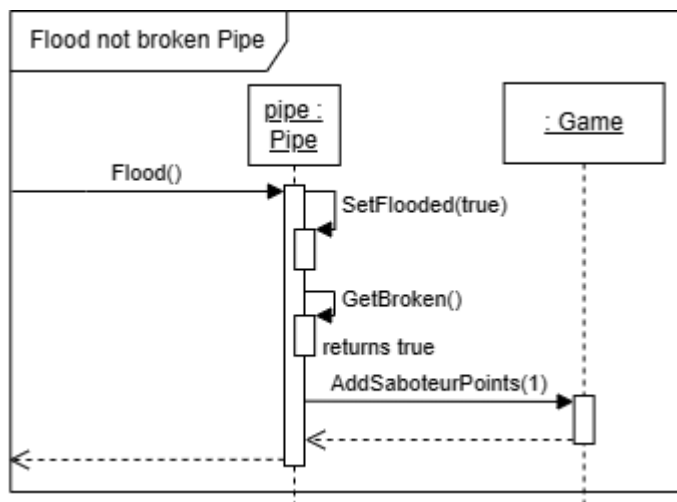 Flood not broken Pipe
pipe :
Pipe
: Game
Flood()
SetFlooded(true)
GetBroken()
returns true
AddSaboteurPoints(1)